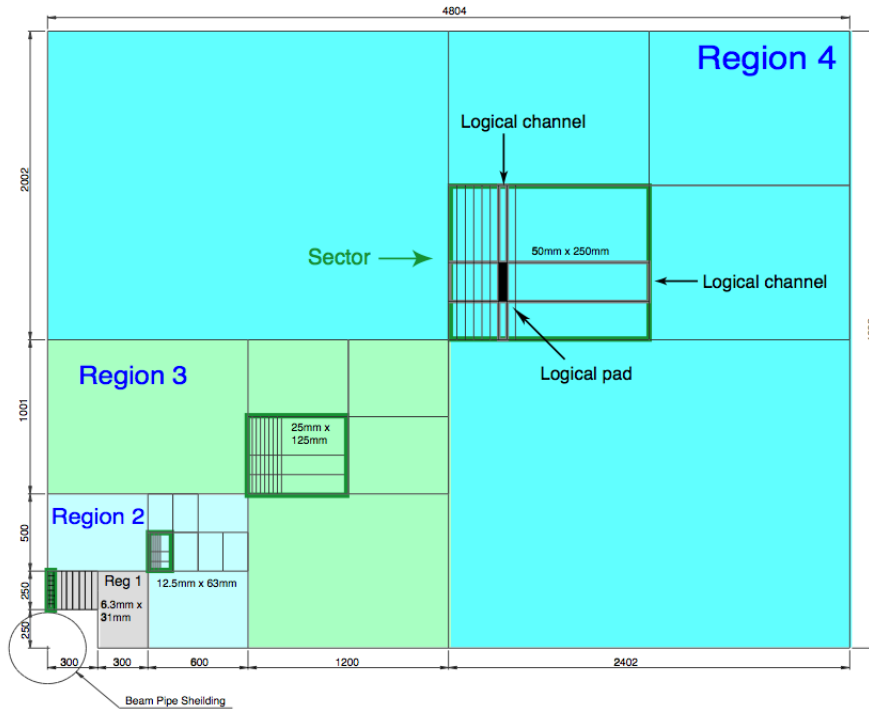 4804
Region 4
Logical channel
2002
Sector
50mm x 250mm
Logical channel
Logical pad
Region 3
1001
25mm x
125mm
Region 2
500
Reg 1
12.5mm x 63mm
250
6.3mm x
31mm
250
300
300
600
1200
2402
Beam Pipe Sheilding